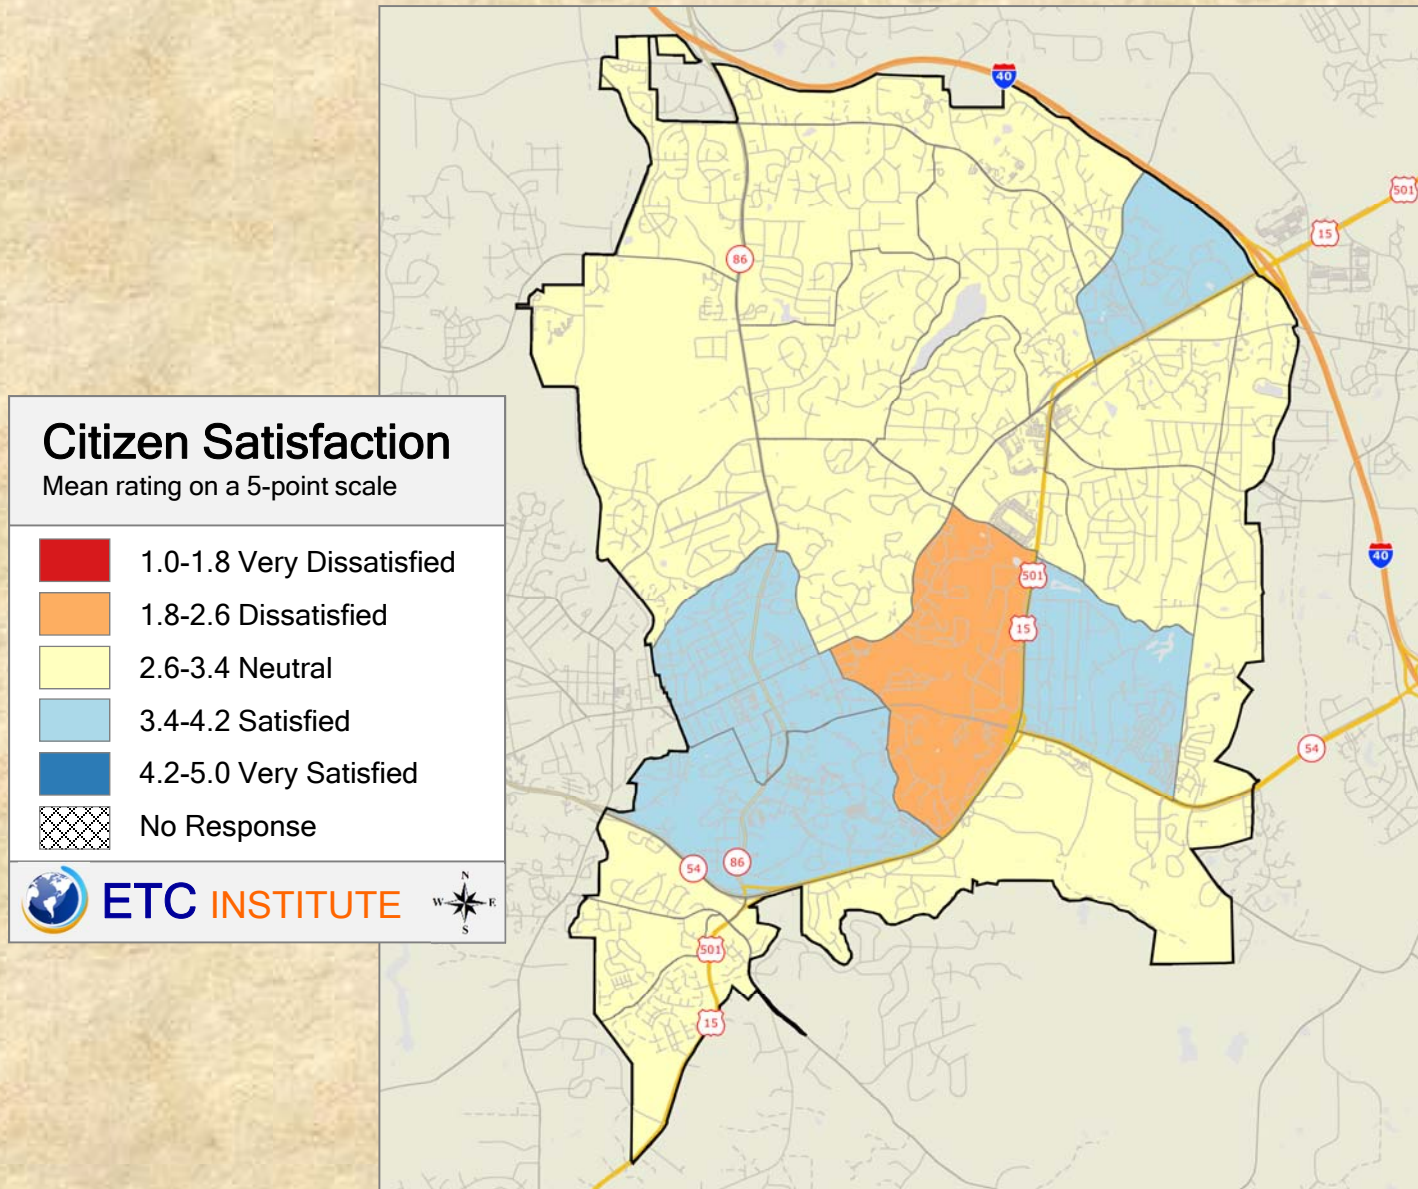 Citizen Satisfaction
Mean rating on a 5-point scale
1.0-1.8 Very Dissatisfied
1.8-2.6 Dissatisfied
2.6-3.4 Neutral
3.4-4.2 Satisfied
4.2-5.0 Very Satisfied
No Response
ETC INSTITUTE
N
W E
S
40
501
15
86
40
501
15
54
54
86
501
15